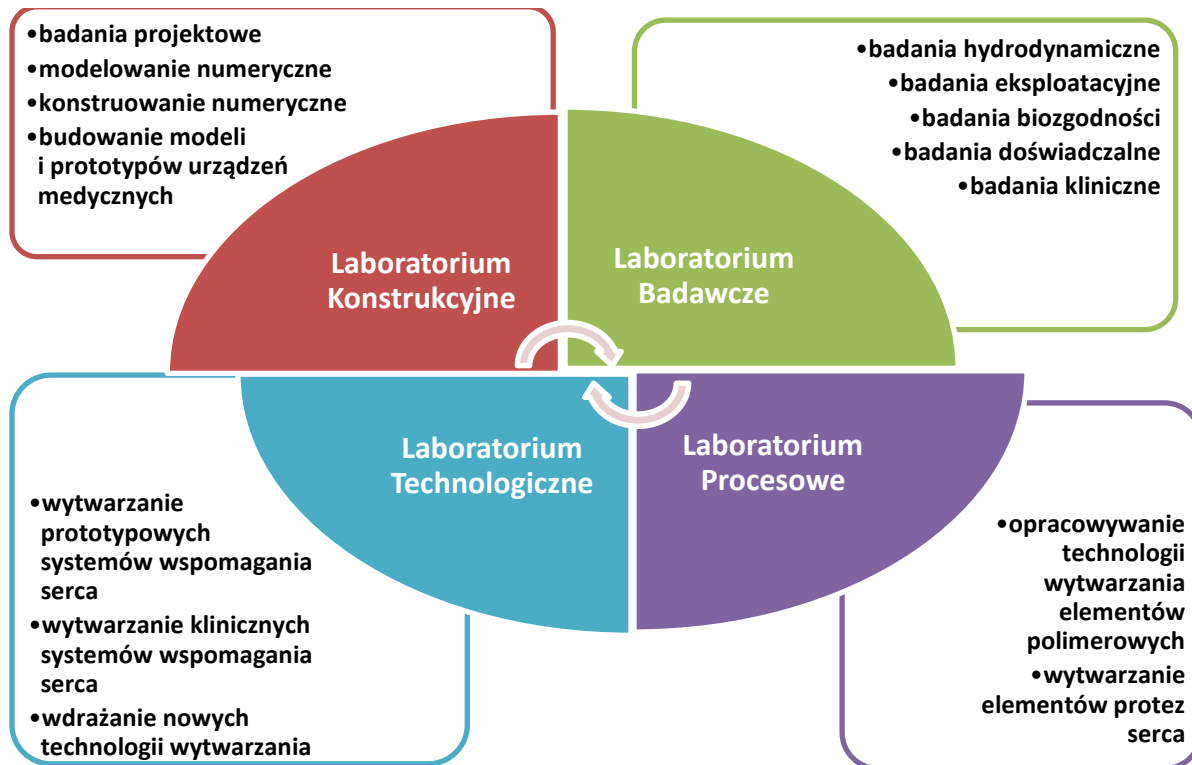 •badania projektowe
•modelowanie numeryczne
•konstruowanie numeryczne
•budowanie modeli
i prototypów urządzeń
medycznych
•badania hydrodynamiczne
•badania eksploatacyjne
•badania biozgodności
•badania doświadczalne
•badania kliniczne
Laboratorium
Konstrukcyjne
Laboratorium
Badawcze
Laboratorium
Technologiczne
Laboratorium
Procesowe
•wytwarzanie
prototypowych
systemów wspomagania
serca
•wytwarzanie klinicznych
systemów wspomagania
serca
•wdrażanie nowych
technologii wytwarzania
•opracowywanie
technologii
wytwarzania
elementów
polimerowych
•wytwarzanie
elementów protez
serca